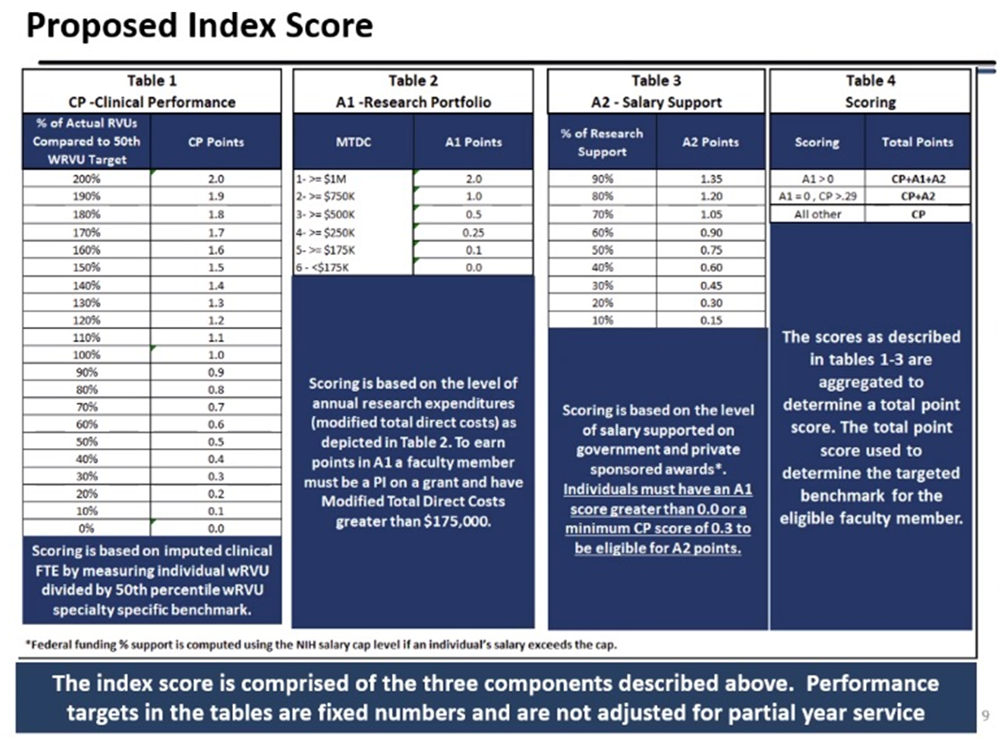 Proposed Index Score
Table 1
CP -Clinical Performance
% of Actual RVUs
Compared to 50th
WRVU Target
CP Points
200% 2.0
190% 1.9
180% 1.8
170% 1.7
160% 1.6
150% 1.5
140% 1.4
130% 1.3
120% 1.2
110% 1.1
100% 1.0
90% 0.9
80% 0.8
70% 0.7
60% 0.6
50% 0.5
40% 0.4
30% 0.3
20% 0.2
10% 0.1
0% 0.0
Scoring is based on imputed clinical
FTE by measuring individual wRVU
divided by 50th percentile wRVU
specialty specific benchmark.
Table 2
A1 -Research Portfolio
MTDC A1 Points
1- >= $1M 2.0
2- >= $750K 1.0
3- >= $500K 0.5
4- >= $250K 0.25
5- >= $175K 0.1
6 - <$175K 0.0
Scoring is based on the level of
annual research expenditures
(modified total direct costs) as
depicted in Table 2. To earn
points in A1 a faculty member
must be a PI on a grant and have
Modified Total Direct Costs
greater than $175,000.
Table 3
A2 - Salary Support
% of Research
Support
A2 Points
90% 1.35
80% 1.20
70% 1.05
60% 0.90
50% 0.75
40% 0.60
30% 0.45
20% 0.30
10% 0.15
Scoring is based on the level
of salary supported on
government and private
sponsored awards*.
Individuals must have an A1
score greater than 0.0 or a
minimum CP score of 0.3 to
be eligible for A2 points.
Table 4
Scoring
Scoring Total Points
A1 > 0 CP+A1+A2
A1 = 0 , CP >.29 CP+A2
All other CP
The scores as described
in tables 1-3 are
aggregated to
determine a total point
score. The total point
score used to
determine the targeted
benchmark for the
eligible faculty member.
*Federal funding % support is computed using the NIH salary cap level if an individual's salary exceeds the cap.
The index score is comprised of the three components described above. Performance
targets in the tables are fixed numbers and are not adjusted for partial year service
9